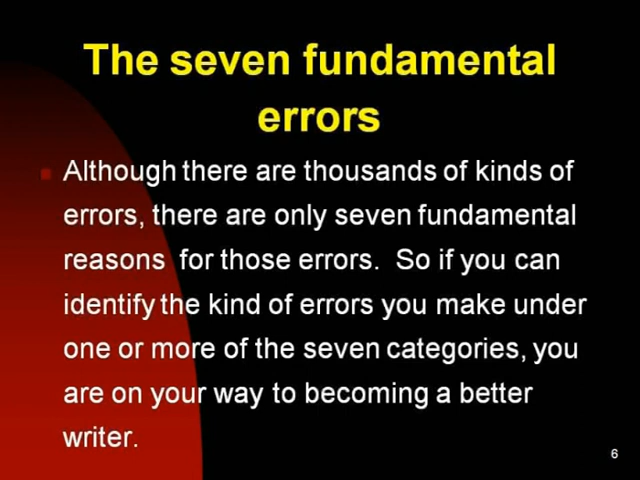 The seven fundamental
errors
Although there are thousands of kinds of
errors, there are only seven fundamental
reasons  for those errors.  So if you can
identify the kind of errors you make under
one or more of the seven categories, you
are on your way to becoming a better
writer.
6